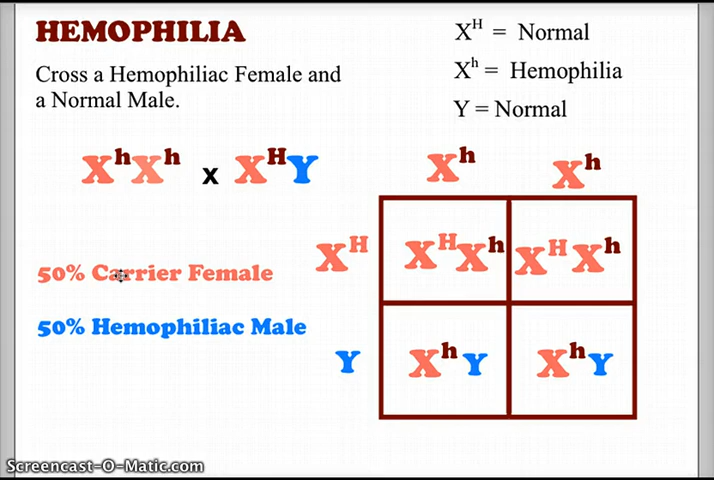 HEMOPHILIA
Cross a Hemophiliac Female and
a Normal Male.
X^H = Normal
X^h = Hemophilia
Y = Normal
X^h X^h x X^H Y
X^h X^h
X^H X^H X^h X^H X^h
Y X^h Y X^h Y
50% Carrier Female
50% Hemophiliac Male
Screencast-O-Matic.com